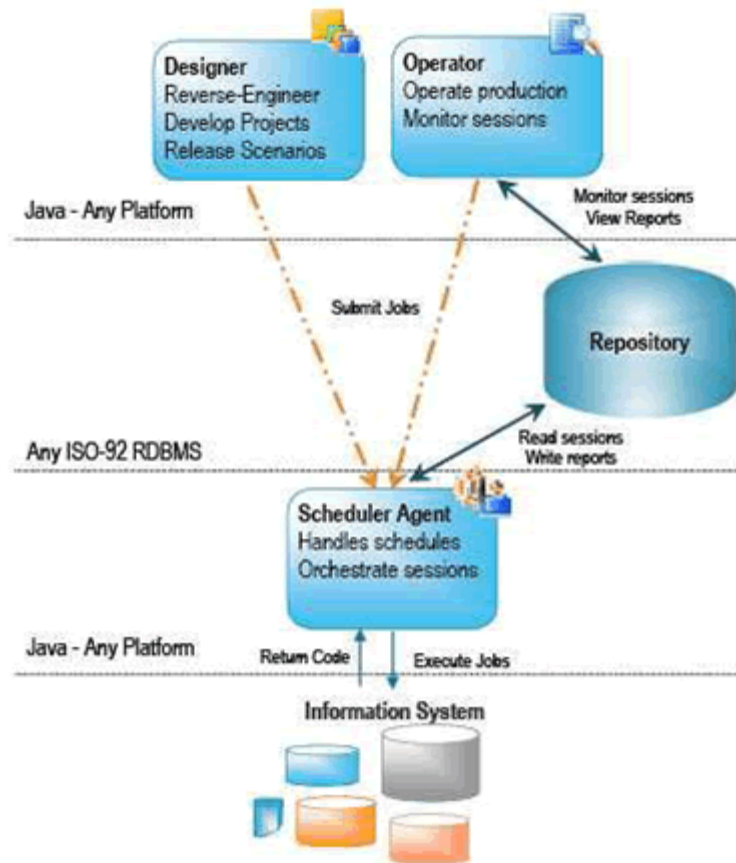 Designer
Reverse-Engineer
Develop Projects
Release Scenarios
Operator
Operate production
Monitor sessions
Java - Any Platform
Monitor sessions
View Reports
Submit Jobs
Repository
Any ISO-92 RDBMS
Read sessions
Write reports
Scheduler Agent
Handles schedules
Orchestrate sessions
Java - Any Platform
Return Code
Execute Jobs
Information System